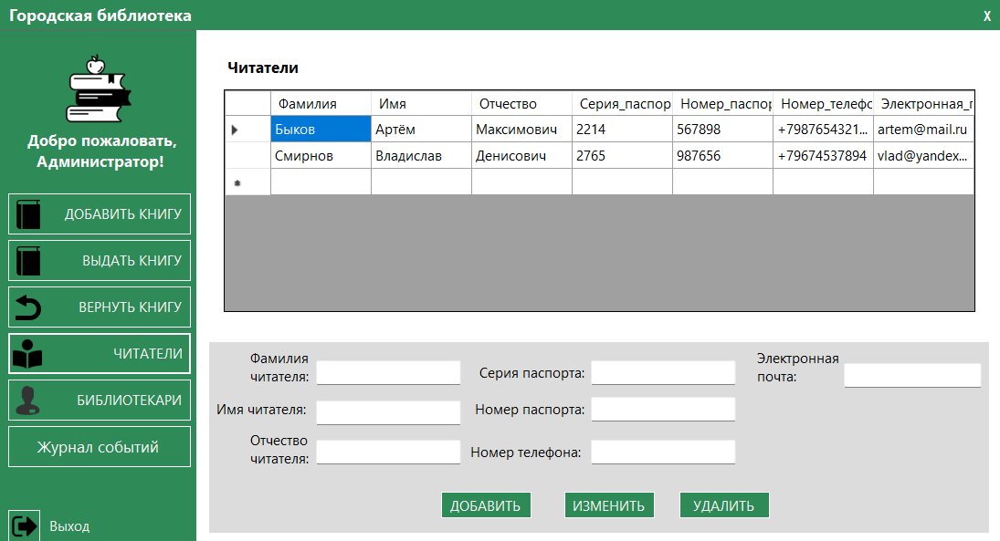 Городская библиотека X
Добро пожаловать,
Администратор!
ДОБАВИТЬ КНИГУ
ВЫДАТЬ КНИГУ
ВЕРНУТЬ КНИГУ
ЧИТАТЕЛИ
БИБЛИОТЕКАРИ
Журнал событий
Выход
Читатели
Фамилия Имя Отчество Серия_паспор Номер_паспор Номер_телефо Электронная_п
Быков Артём Максимович 2214 567898 +7987654321... artem@mail.ru
Смирнов Владислав Денисович 2765 987656 +79674537894 vlad@yandex...
Фамилия
читателя:
Серия паспорта:
Электронная
почта:
Имя читателя:
Номер паспорта:
Отчество
читателя:
Номер телефона:
ДОБАВИТЬ ИЗМЕНИТЬ УДАЛИТЬ